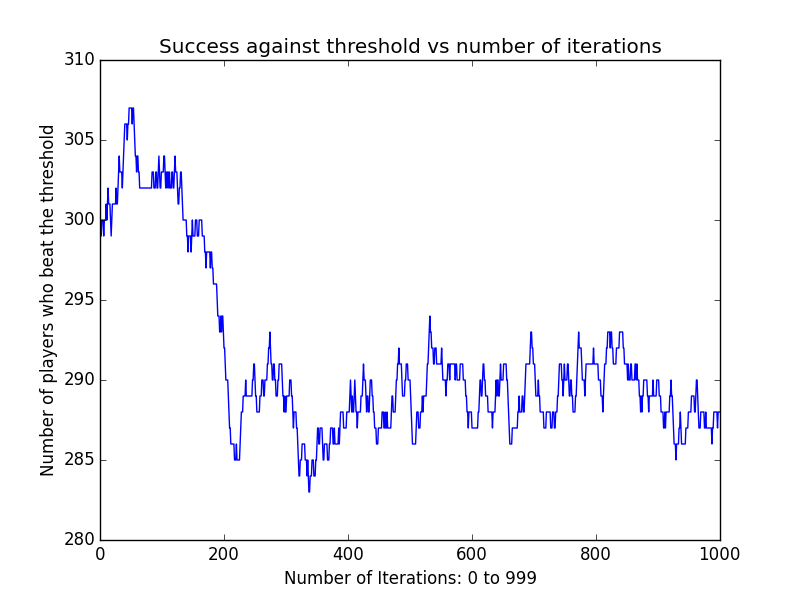 Success against threshold vs number of iterations
310
305
300
295
290
285
280
Number of players who beat the threshold
0 200 400 600 800 1000
Number of Iterations: 0 to 999